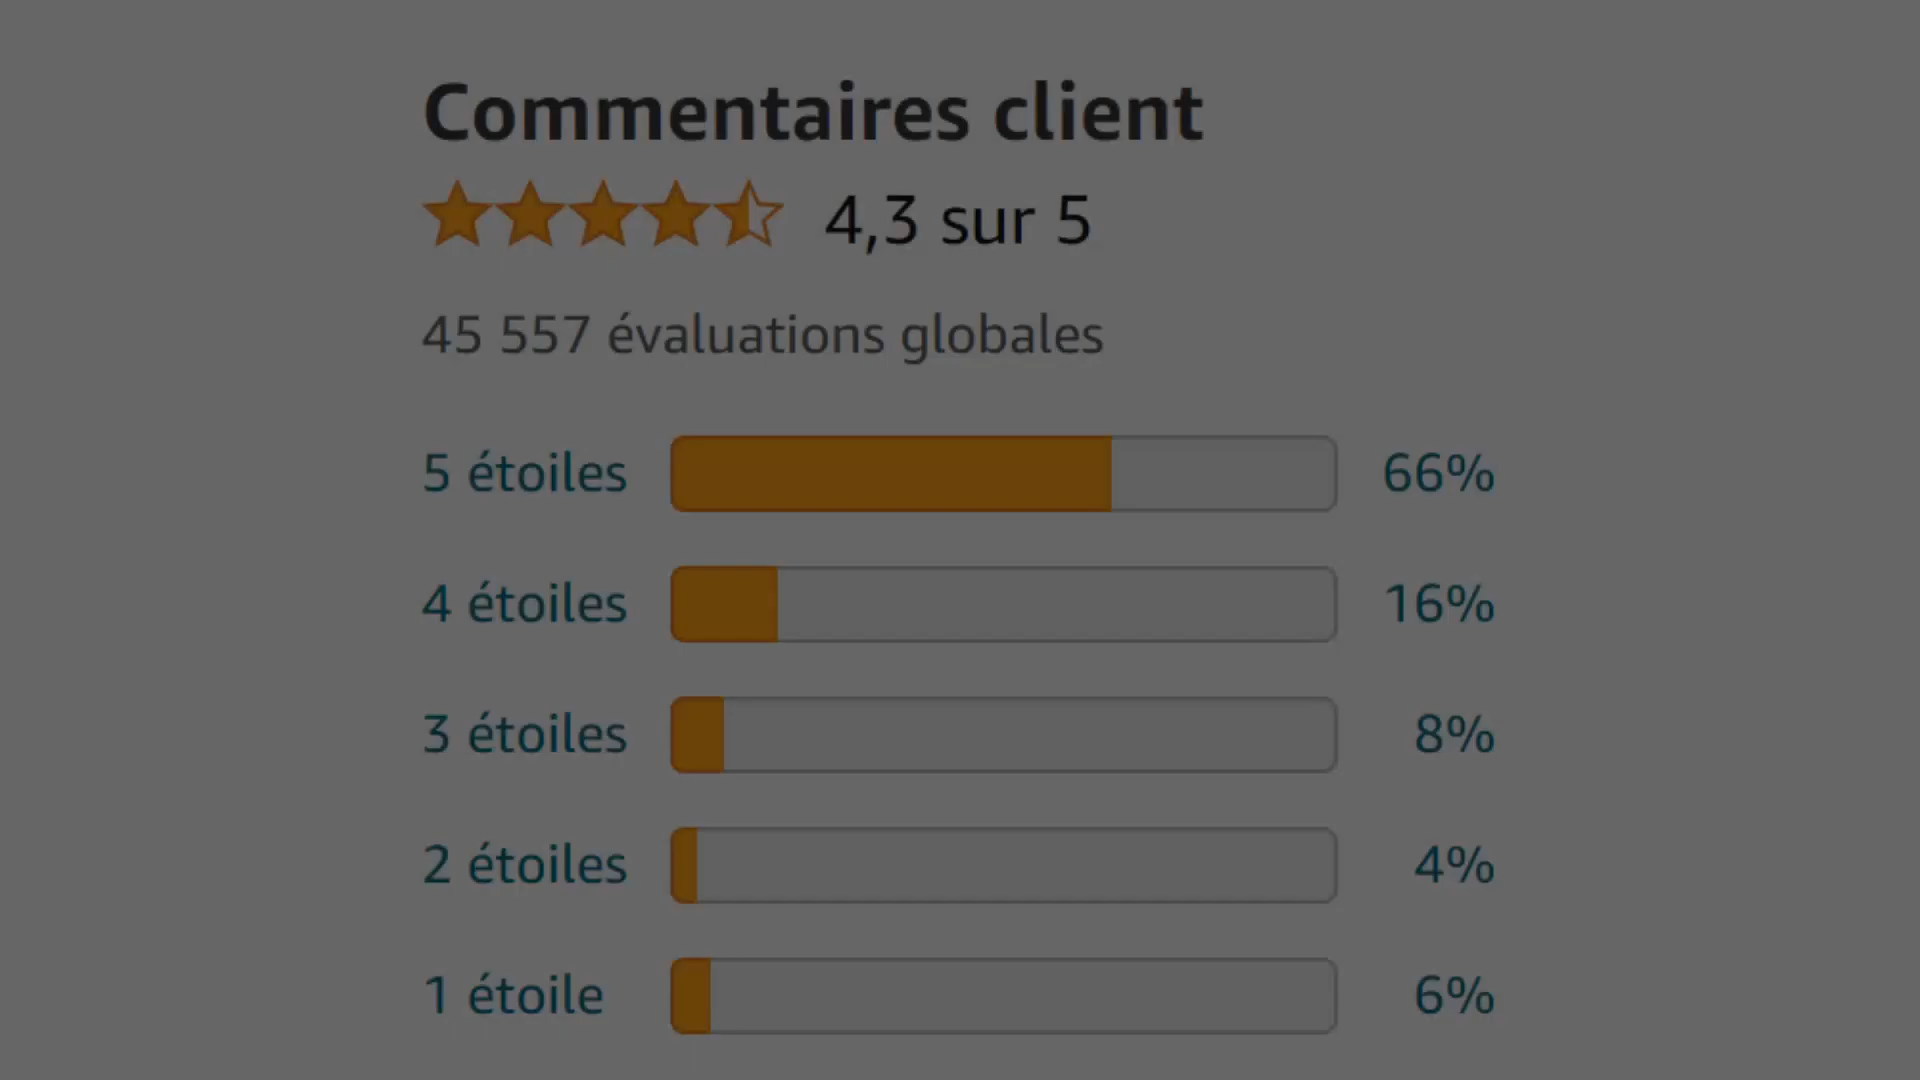 Commentaires client
4,3 sur 5
45 557 évaluations globales
5 étoiles 66%
4 étoiles 16%
3 étoiles 8%
2 étoiles 4%
1 étoile 6%